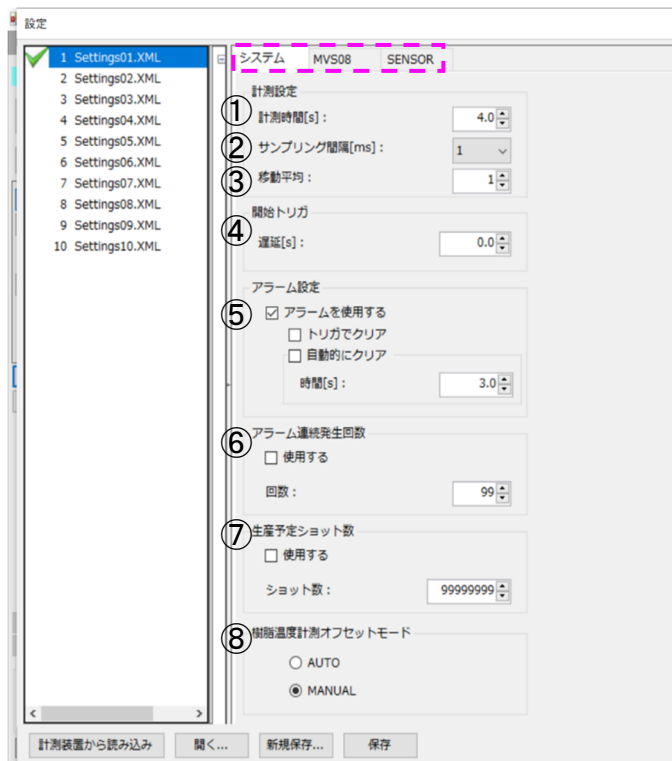 設定
1 Settings01.XML
2 Settings02.XML
3 Settings03.XML
4 Settings04.XML
5 Settings05.XML
6 Settings06.XML
7 Settings07.XML
8 Settings08.XML
9 Settings09.XML
10 Settings10.XML
システム MVS08 SENSOR
計測設定
① 計測時間[s]: 4.0
② サンプリング間隔[ms]: 1
③ 移動平均: 1
開始トリガ
④ 遅延[s]: 0.0
アラーム設定
⑤ アラームを使用する
トリガでクリア
自動的にクリア
時間[s]: 3.0
⑥ アラーム連続発生回数
使用する
回数: 99
⑦ 生産予定ショット数
使用する
ショット数: 99999999
⑧ 樹脂温度計測オフセットモード
AUTO
MANUAL
計測装置から読み込み 開く... 新規保存... 保存